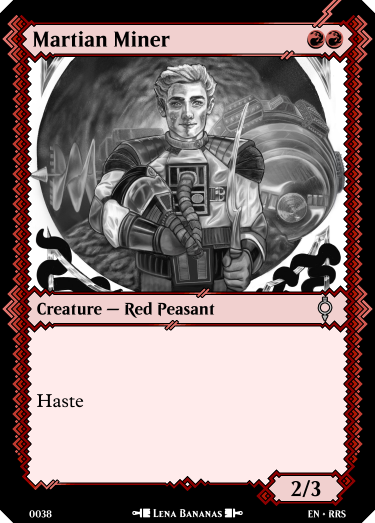 Martian Miner
Creature — Red Peasant
Haste
2/3
0038
Lena Bananas
EN • RRS